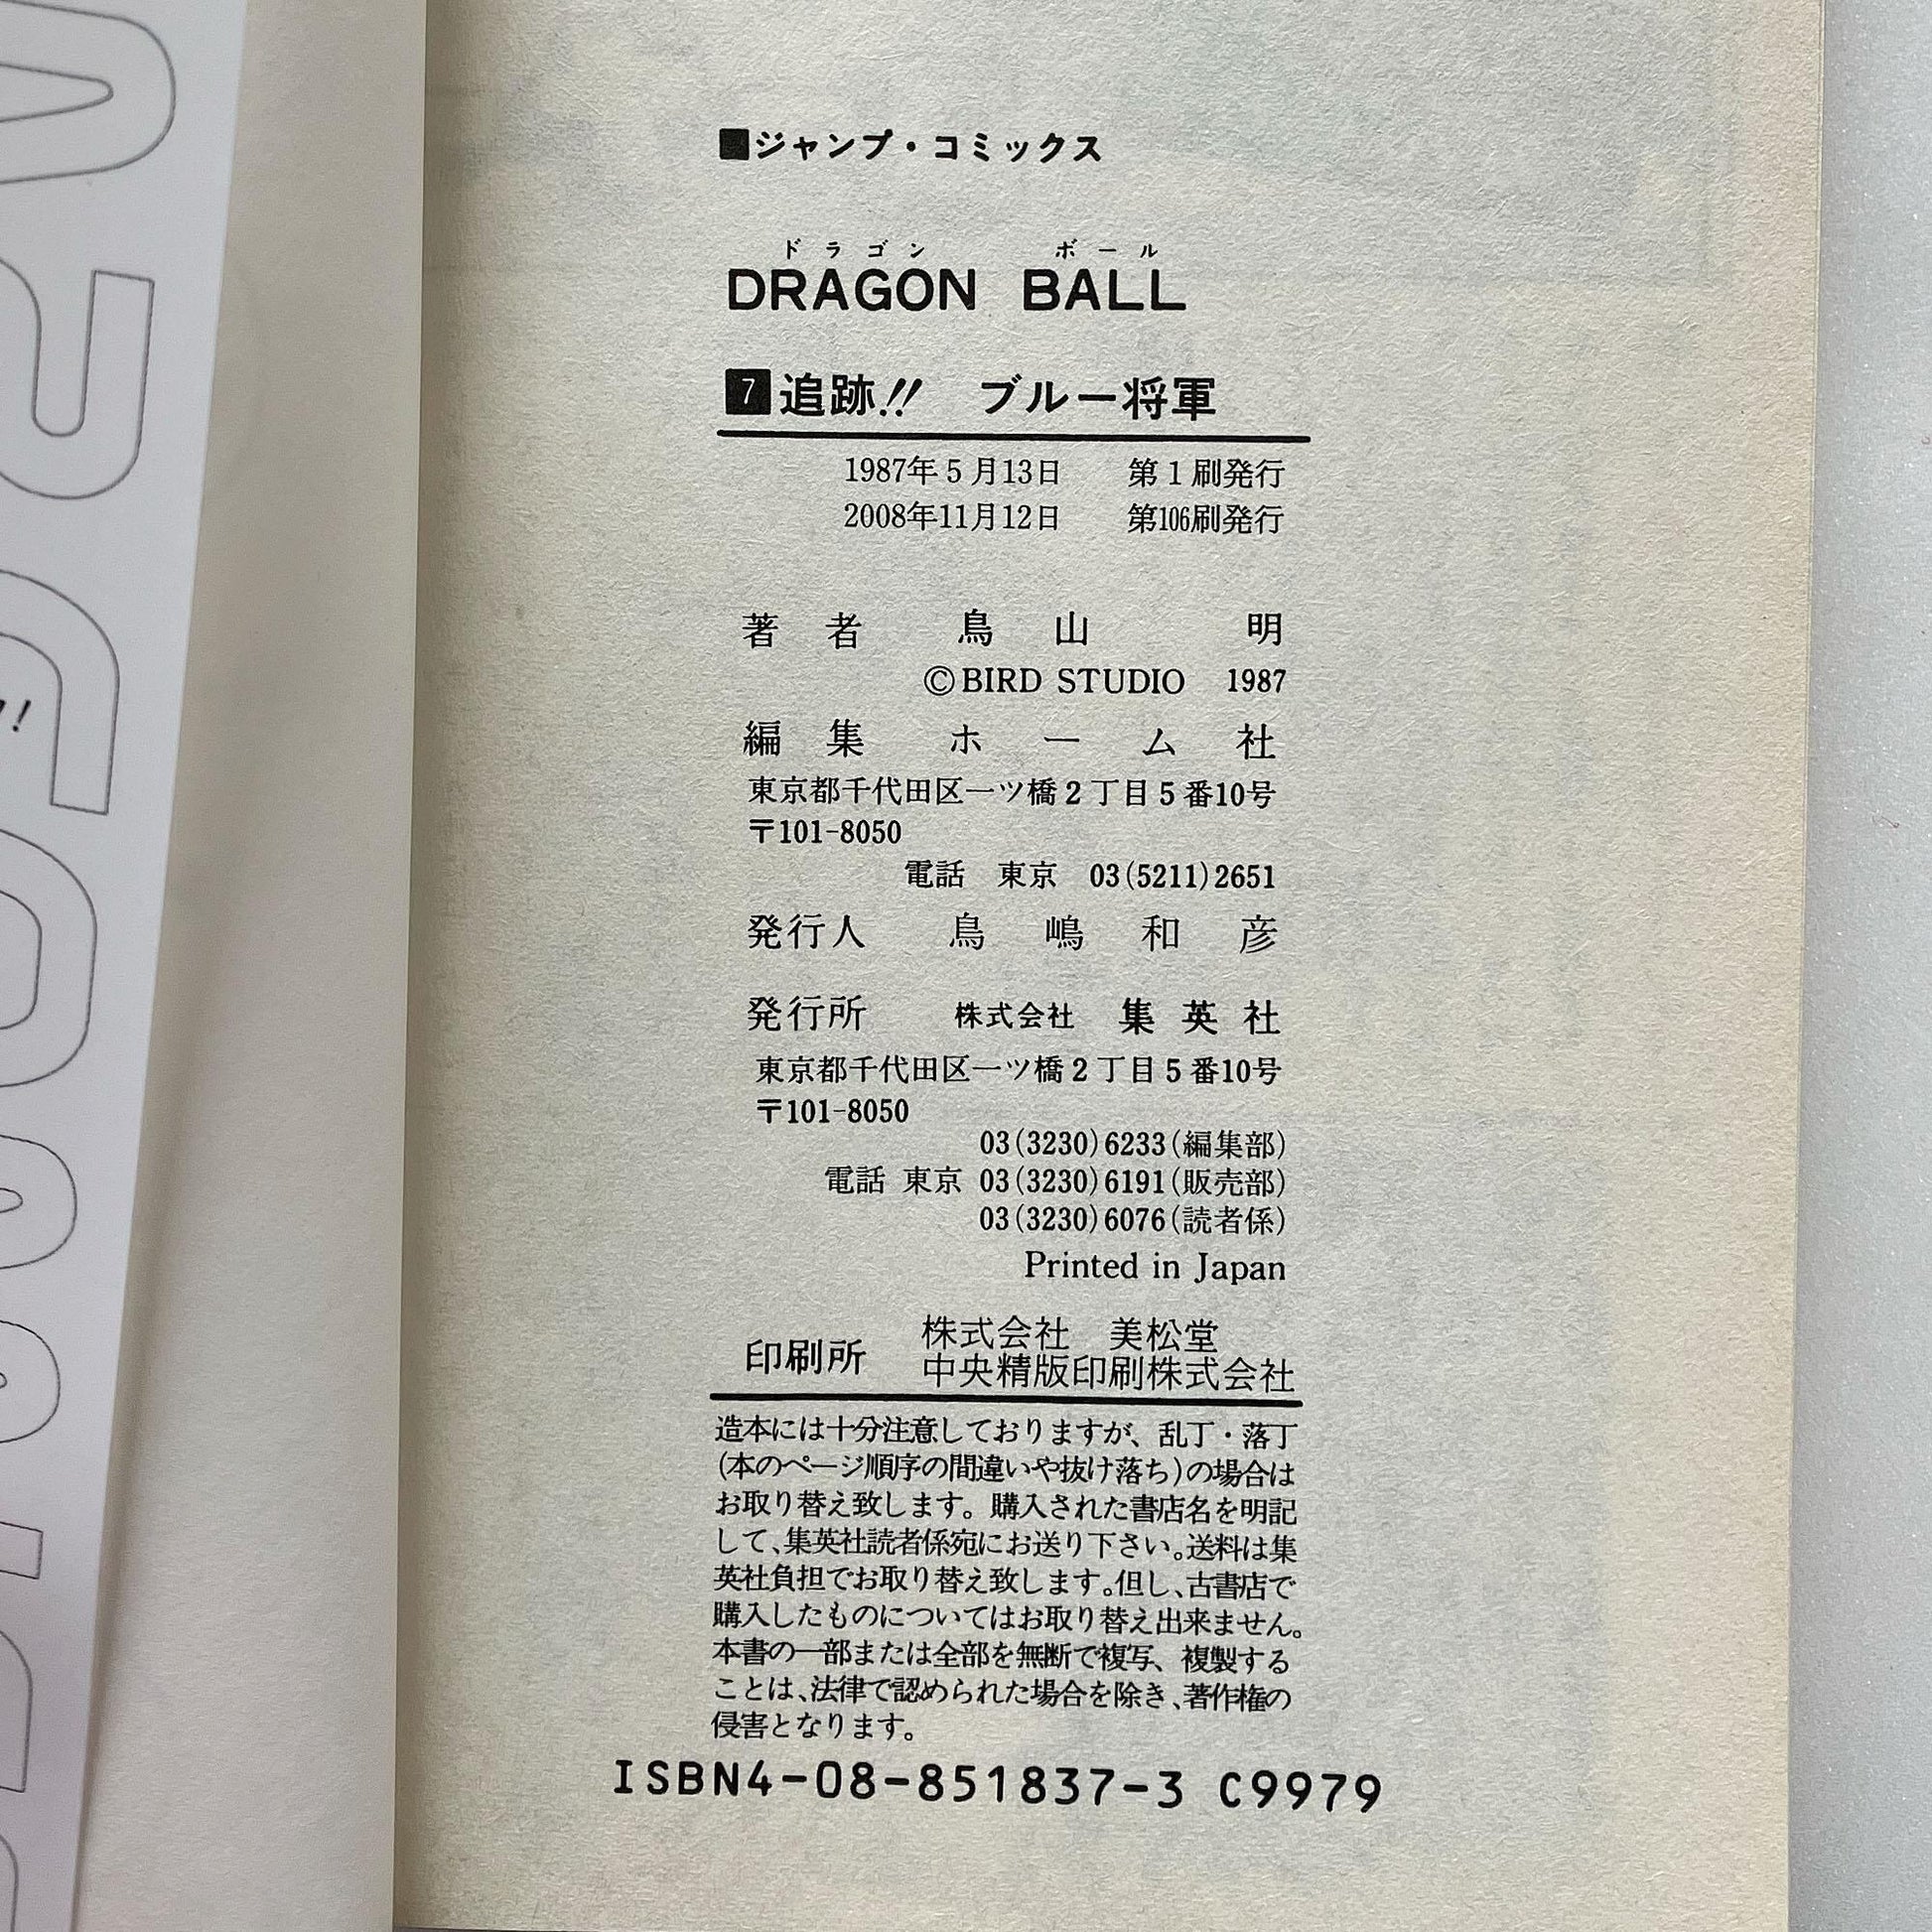 ■ジャンプ・コミックス
ドラゴン ボール
DRAGON BALL
7 追跡!! ブルー将軍
1987年5月13日 第1刷発行
2008年11月12日 第106刷発行
著者 鳥山 明
©BIRD STUDIO 1987
編集 ホーム社
東京都千代田区一ツ橋2丁目5番10号
〒101-8050
電話 東京 03(5211)2651
発行人 鳥嶋和彦
発行所 株式会社 集英社
東京都千代田区一ツ橋2丁目5番10号
〒101-8050
03(3230)6233(編集部)
電話 東京 03(3230)6191(販売部)
03(3230)6076(読者係)
Printed in Japan
印刷所 株式会社 美松堂
中央精版印刷株式会社
造本には十分注意しておりますが、乱丁・落丁
(本のページ順序の間違いや抜け落ち)の場合は
お取り替え致します。購入された書店名を明記
して、集英社読者係宛にお送り下さい。送料は集
英社負担でお取り替え致します。但し、古書店で
購入したものについてはお取り替え出来ません。
本書の一部または全部を無断で複写、複製する
ことは、法律で認められた場合を除き、著作権の
侵害となります。
ISBN4-08-851837-3 C9979